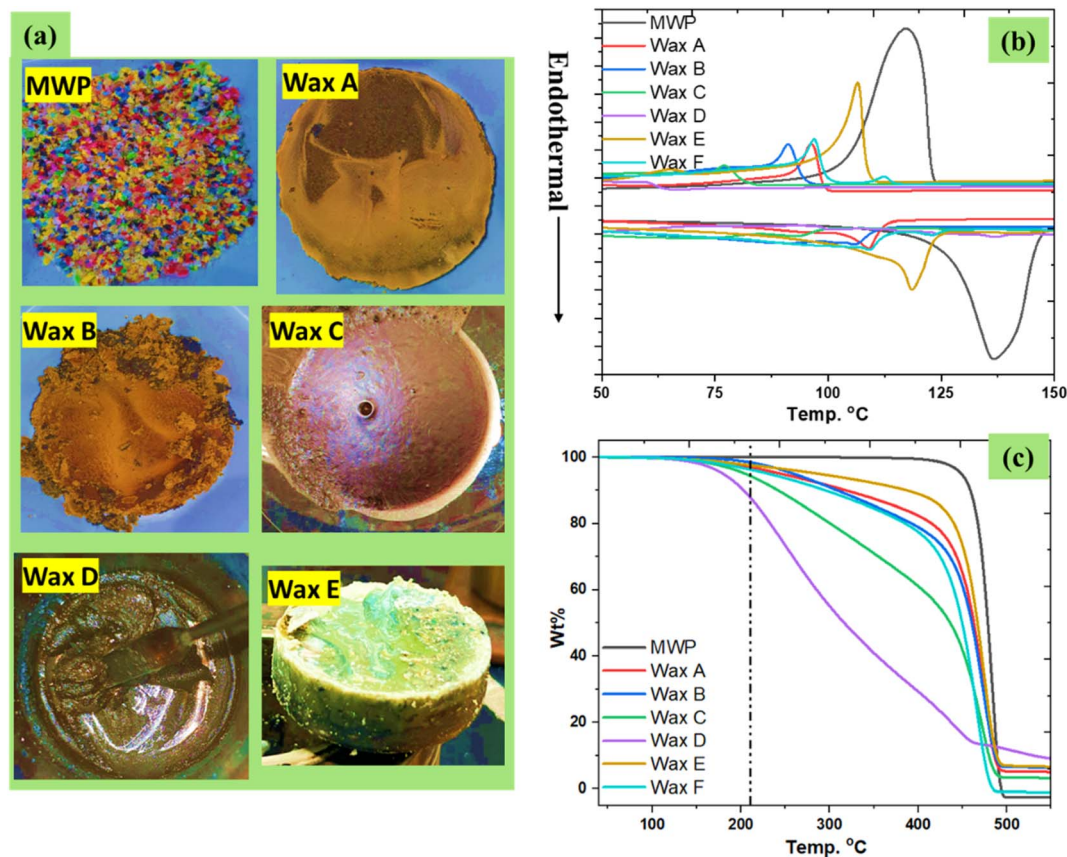 (a)
MWP
Wax A
Wax B
Wax C
Wax D
Wax E
(b)
MWP
Wax A
Wax B
Wax C
Wax D
Wax E
Wax F
Endothermal
50 75 100 125 150
Temp. °C
(c)
100
80
60
40
20
0
Wt%
MWP
Wax A
Wax B
Wax C
Wax D
Wax E
Wax F
100 200 300 400 500
Temp. °C